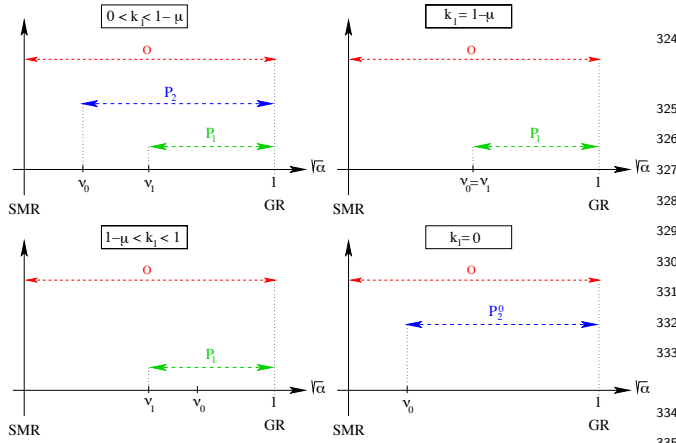 0 < k₁ < 1− μ
O
P₂
P₁
ν₀
ν₁
1
√α
SMR
GR
k₁ = 1−μ
O
P₁
ν₀=ν₁
1
√α
SMR
GR
1−μ < k₁ < 1
O
P₁
ν₁
ν₀
1
√α
SMR
GR
k₁= 0
O
P₂⁰
ν₀
1
√α
SMR
GR
324
325
326
327
328
329
330
331
332
333
334